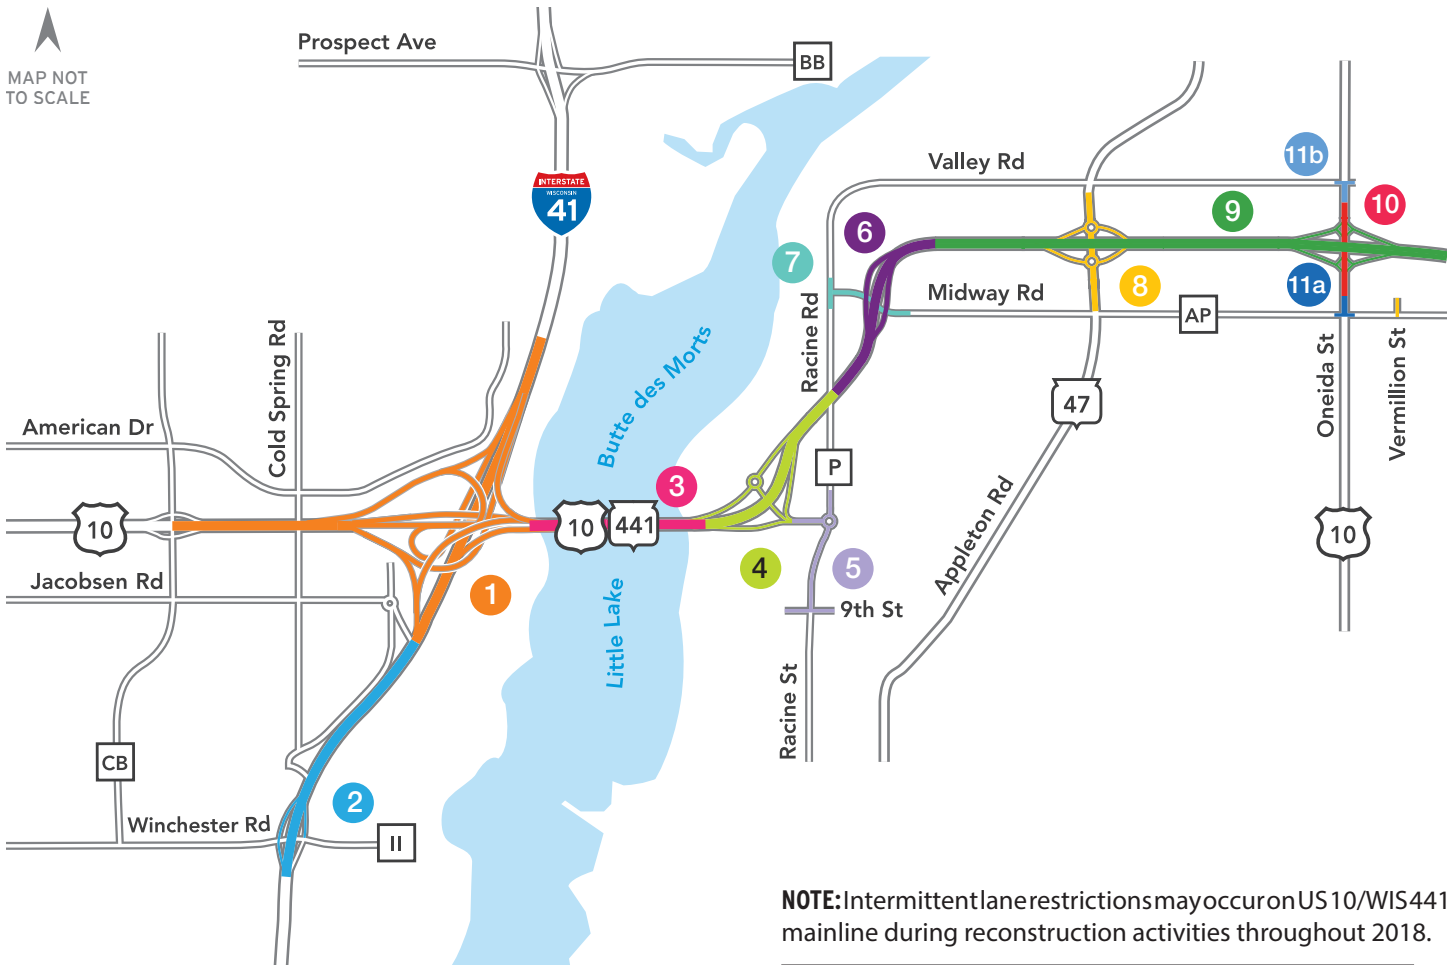 Prospect Ave
BB
MAP NOT
TO SCALE
INTERSTATE
WISCONSIN
41
Valley Rd
11b
10
9
6
7
8
11a
Midway Rd
AP
Racine Rd
Oneida St
Vermillion St
Cold Spring Rd
Butte des Morts
American Dr
47
P
3
10
10
441
Appleton Rd
10
Jacobsen Rd
1
4
5
9th St
Little Lake
Racine St
CB
2
Winchester Rd
II
NOTE: Intermittent lane restrictions may occur on US 10/WIS 441
mainline during reconstruction activities throughout 2018.